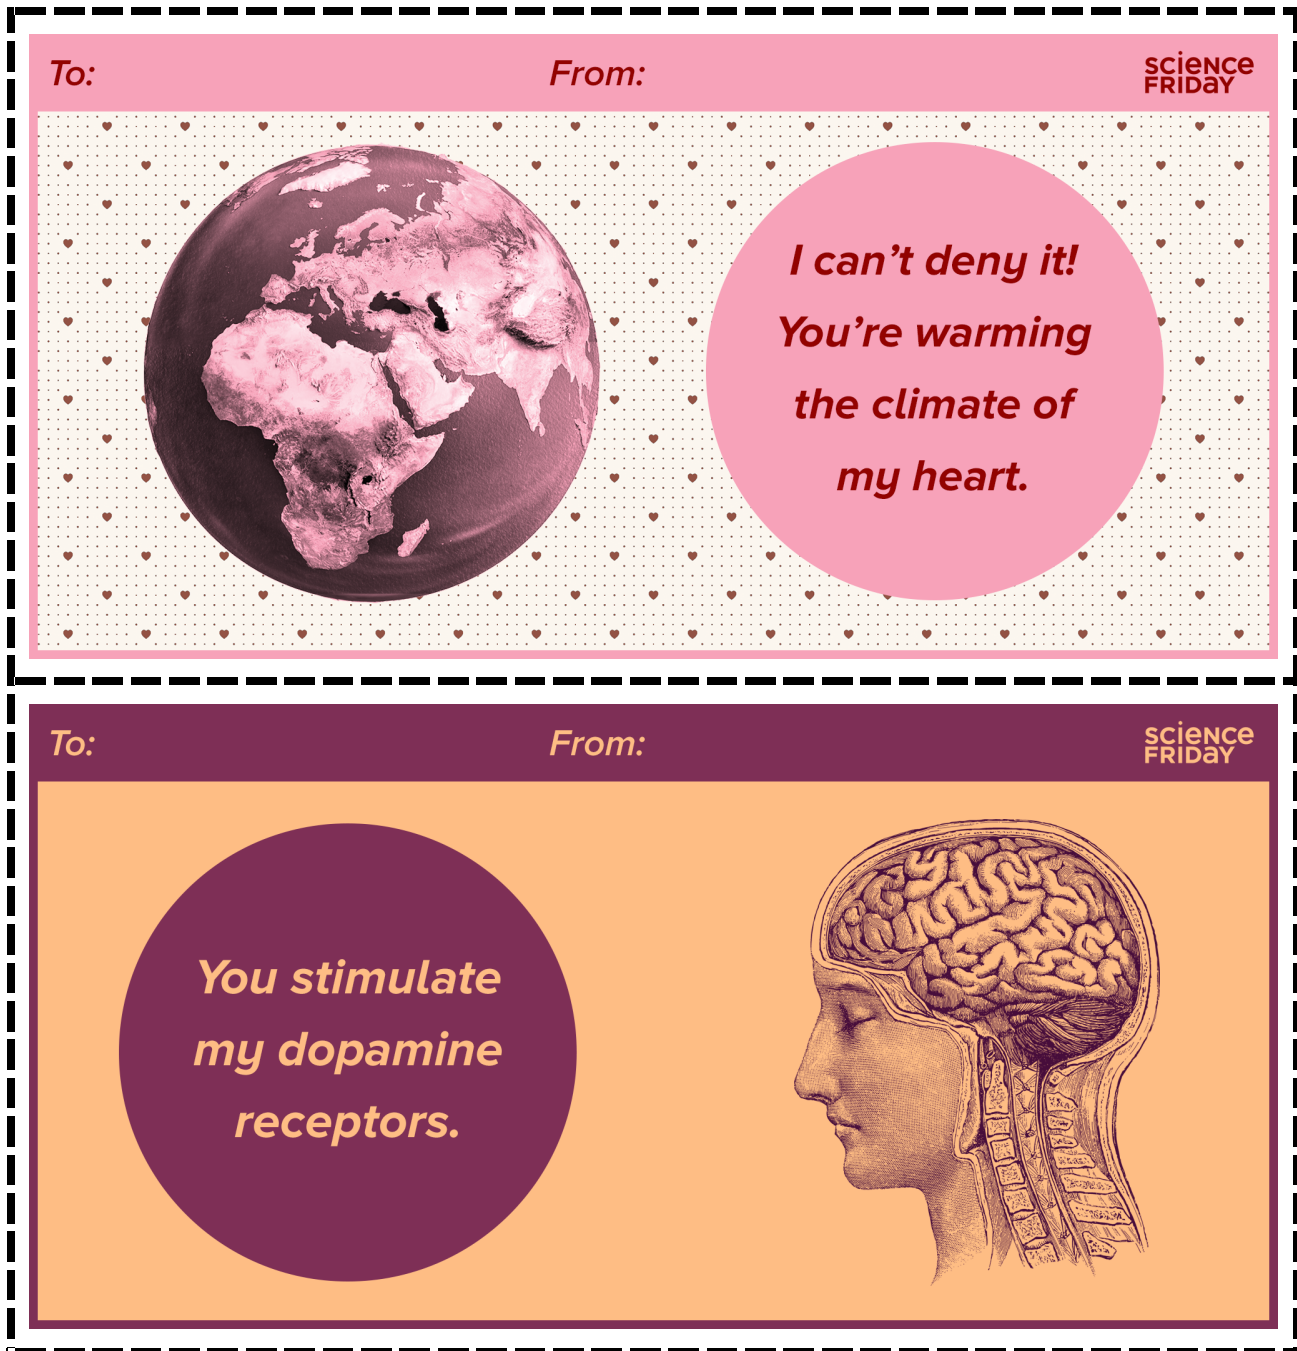 To: From: SCIENCE
FRIDAY
I can't deny it!
You're warming
the climate of
my heart.
To: From: SCIENCE
FRIDAY
You stimulate
my dopamine
receptors.